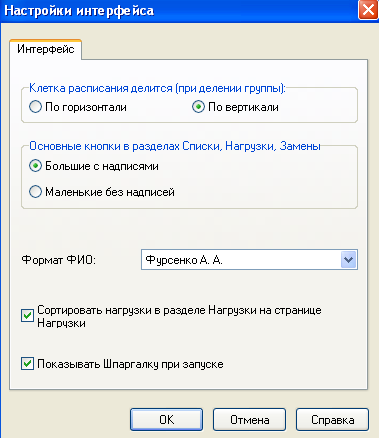 Настройки интерфейса
Интерфейс
Клетка расписания делится (при делении группы):
По горизонтали
По вертикали
Основные кнопки в разделах Списки, Нагрузки, Замены
Большие с надписями
Маленькие без надписей
Формат ФИО:
Фурсенко А. А.
Сортировать нагрузки в разделе Нагрузки на странице
Нагрузки
Показывать Шпаргалку при запуске
OK
Отмена
Справка